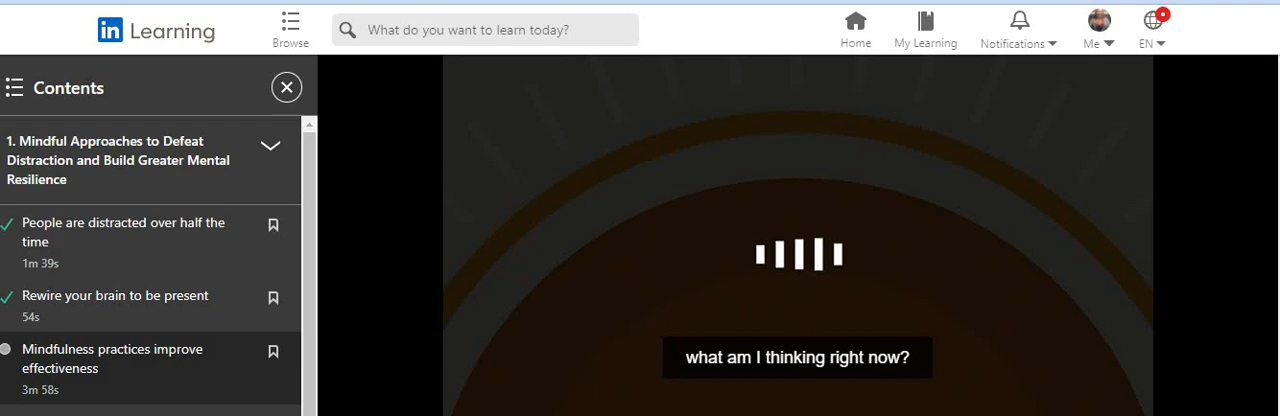 in Learning
Browse
What do you want to learn today?
Home
My Learning
Notifications
Me
EN
Contents
1. Mindful Approaches to Defeat
Distraction and Build Greater Mental
Resilience
People are distracted over half the
time
1m 39s
Rewire your brain to be present
54s
Mindfulness practices improve
effectiveness
3m 58s
what am I thinking right now?